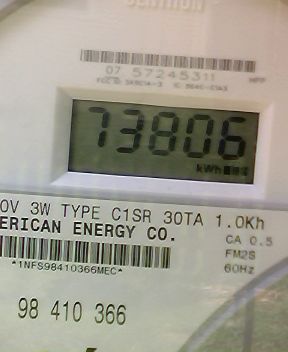 CENTRON
07 57245311
73806
kWh
0V 3W TYPE C1SR 30TA 1.0Kh
ERICAN ENERGY CO.
CA 0.5
FM2S
60Hz
*1NFS98410366MEC*
98 410 366